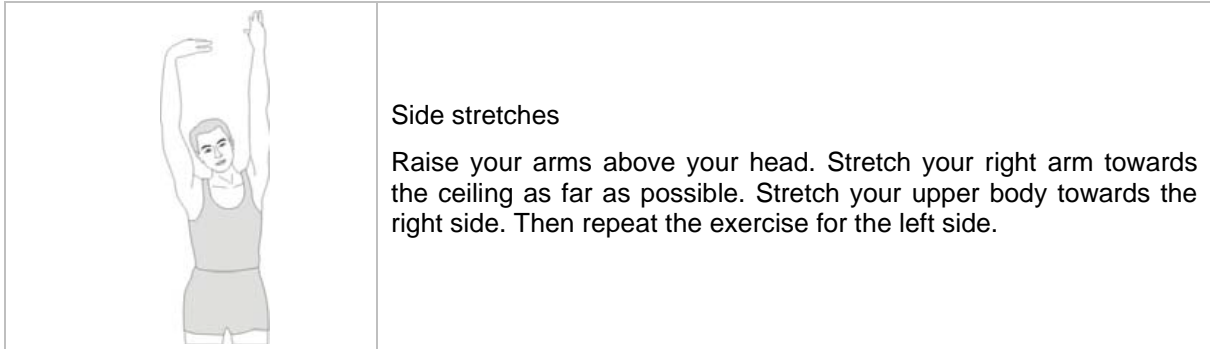 Side stretches
Raise your arms above your head. Stretch your right arm towards
the ceiling as far as possible. Stretch your upper body towards the
right side. Then repeat the exercise for the left side.